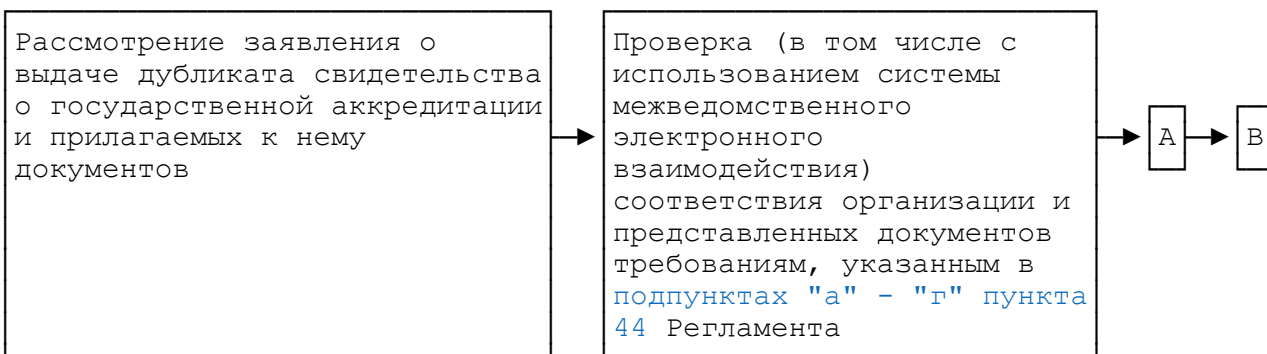 Рассмотрение заявления о
выдаче дубликата свидетельства
о государственной аккредитации
и прилагаемых к нему
документов
Проверка (в том числе с
использованием системы
межведомственного
электронного
взаимодействия)
соответствия организации и
представленных документов
требованиям, указанным в
подпунктах "а" - "г" пункта
44 Регламента
А
В